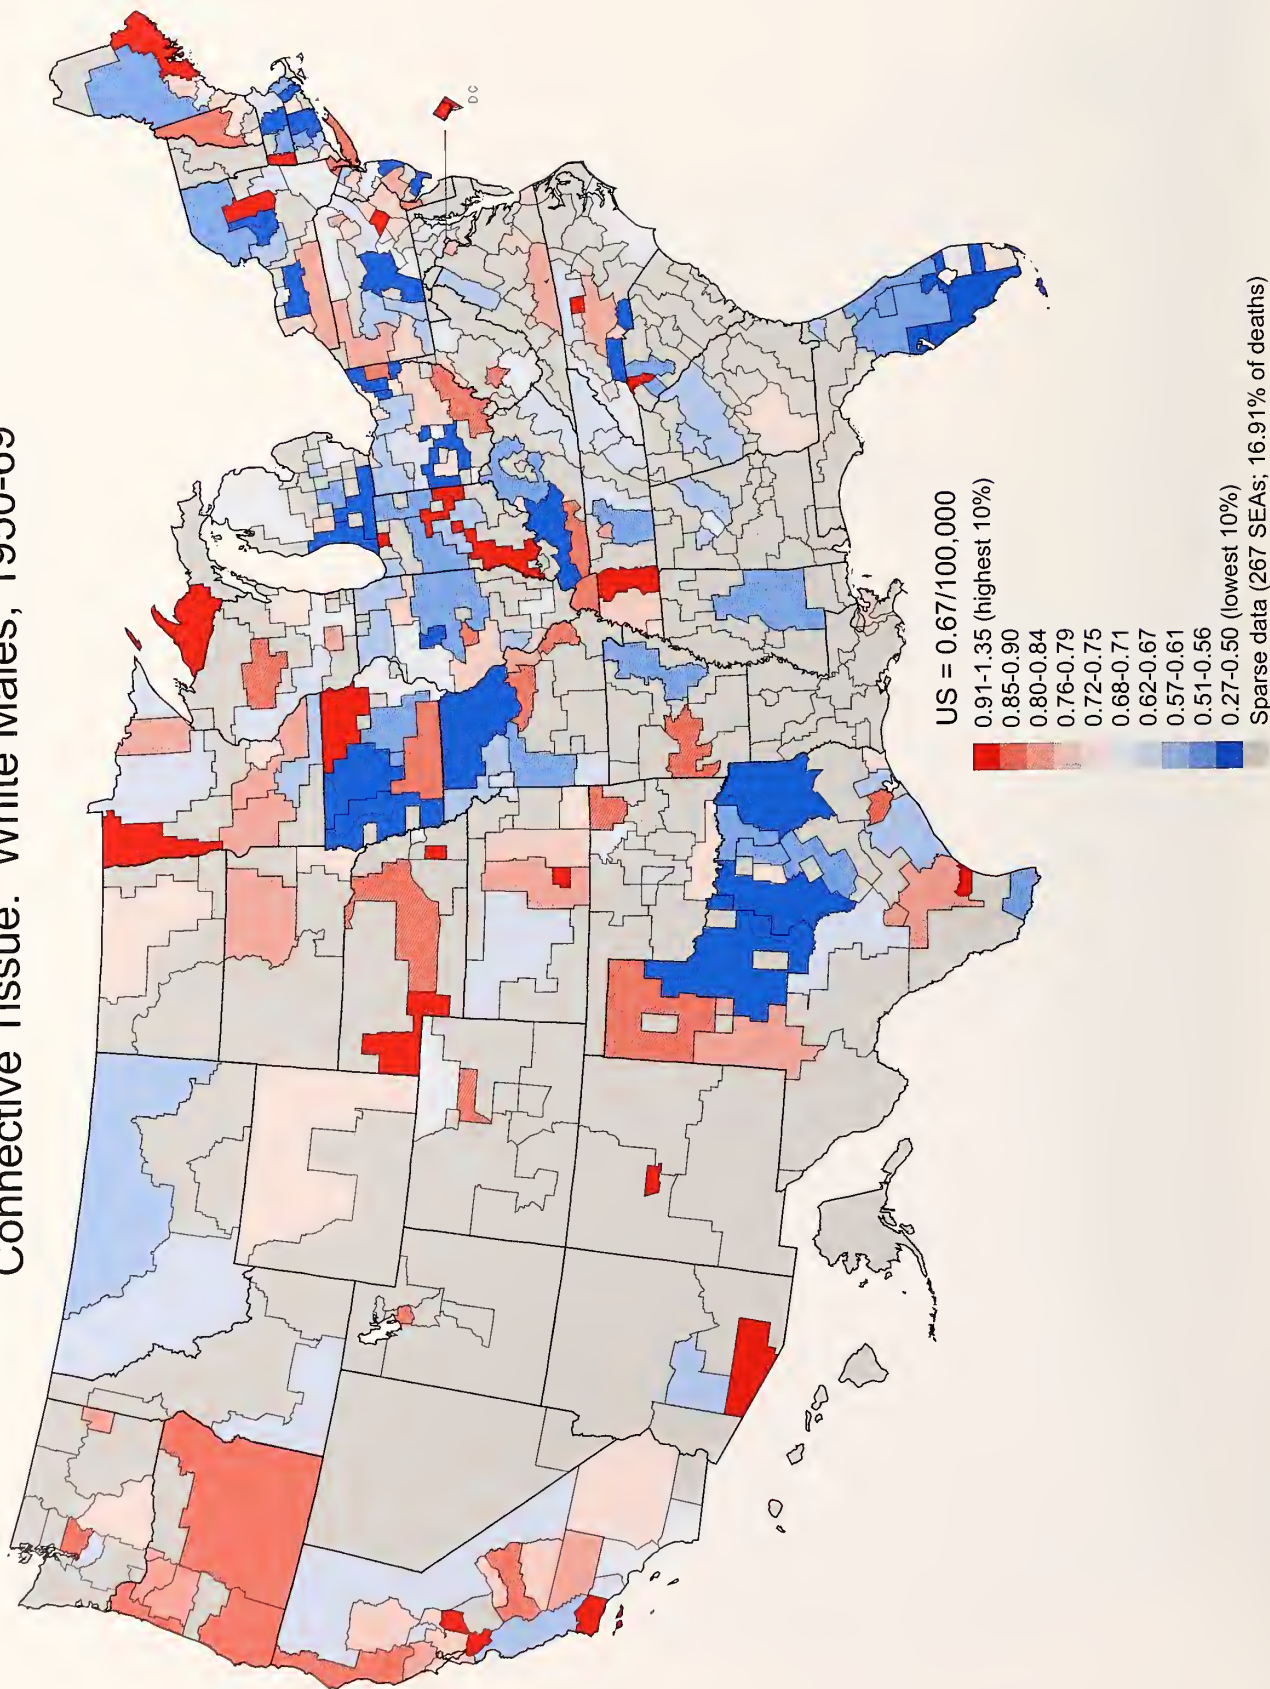 Connective Tissue: White Males, 1950-69
DC
US = 0.67/100,000
0.91-1.35 (highest 10%)
0.85-0.90
0.80-0.84
0.76-0.79
0.72-0.75
0.68-0.71
0.62-0.67
0.57-0.61
0.51-0.56
0.27-0.50 (lowest 10%)
Sparse data (267 SEAs; 16.91% of deaths)